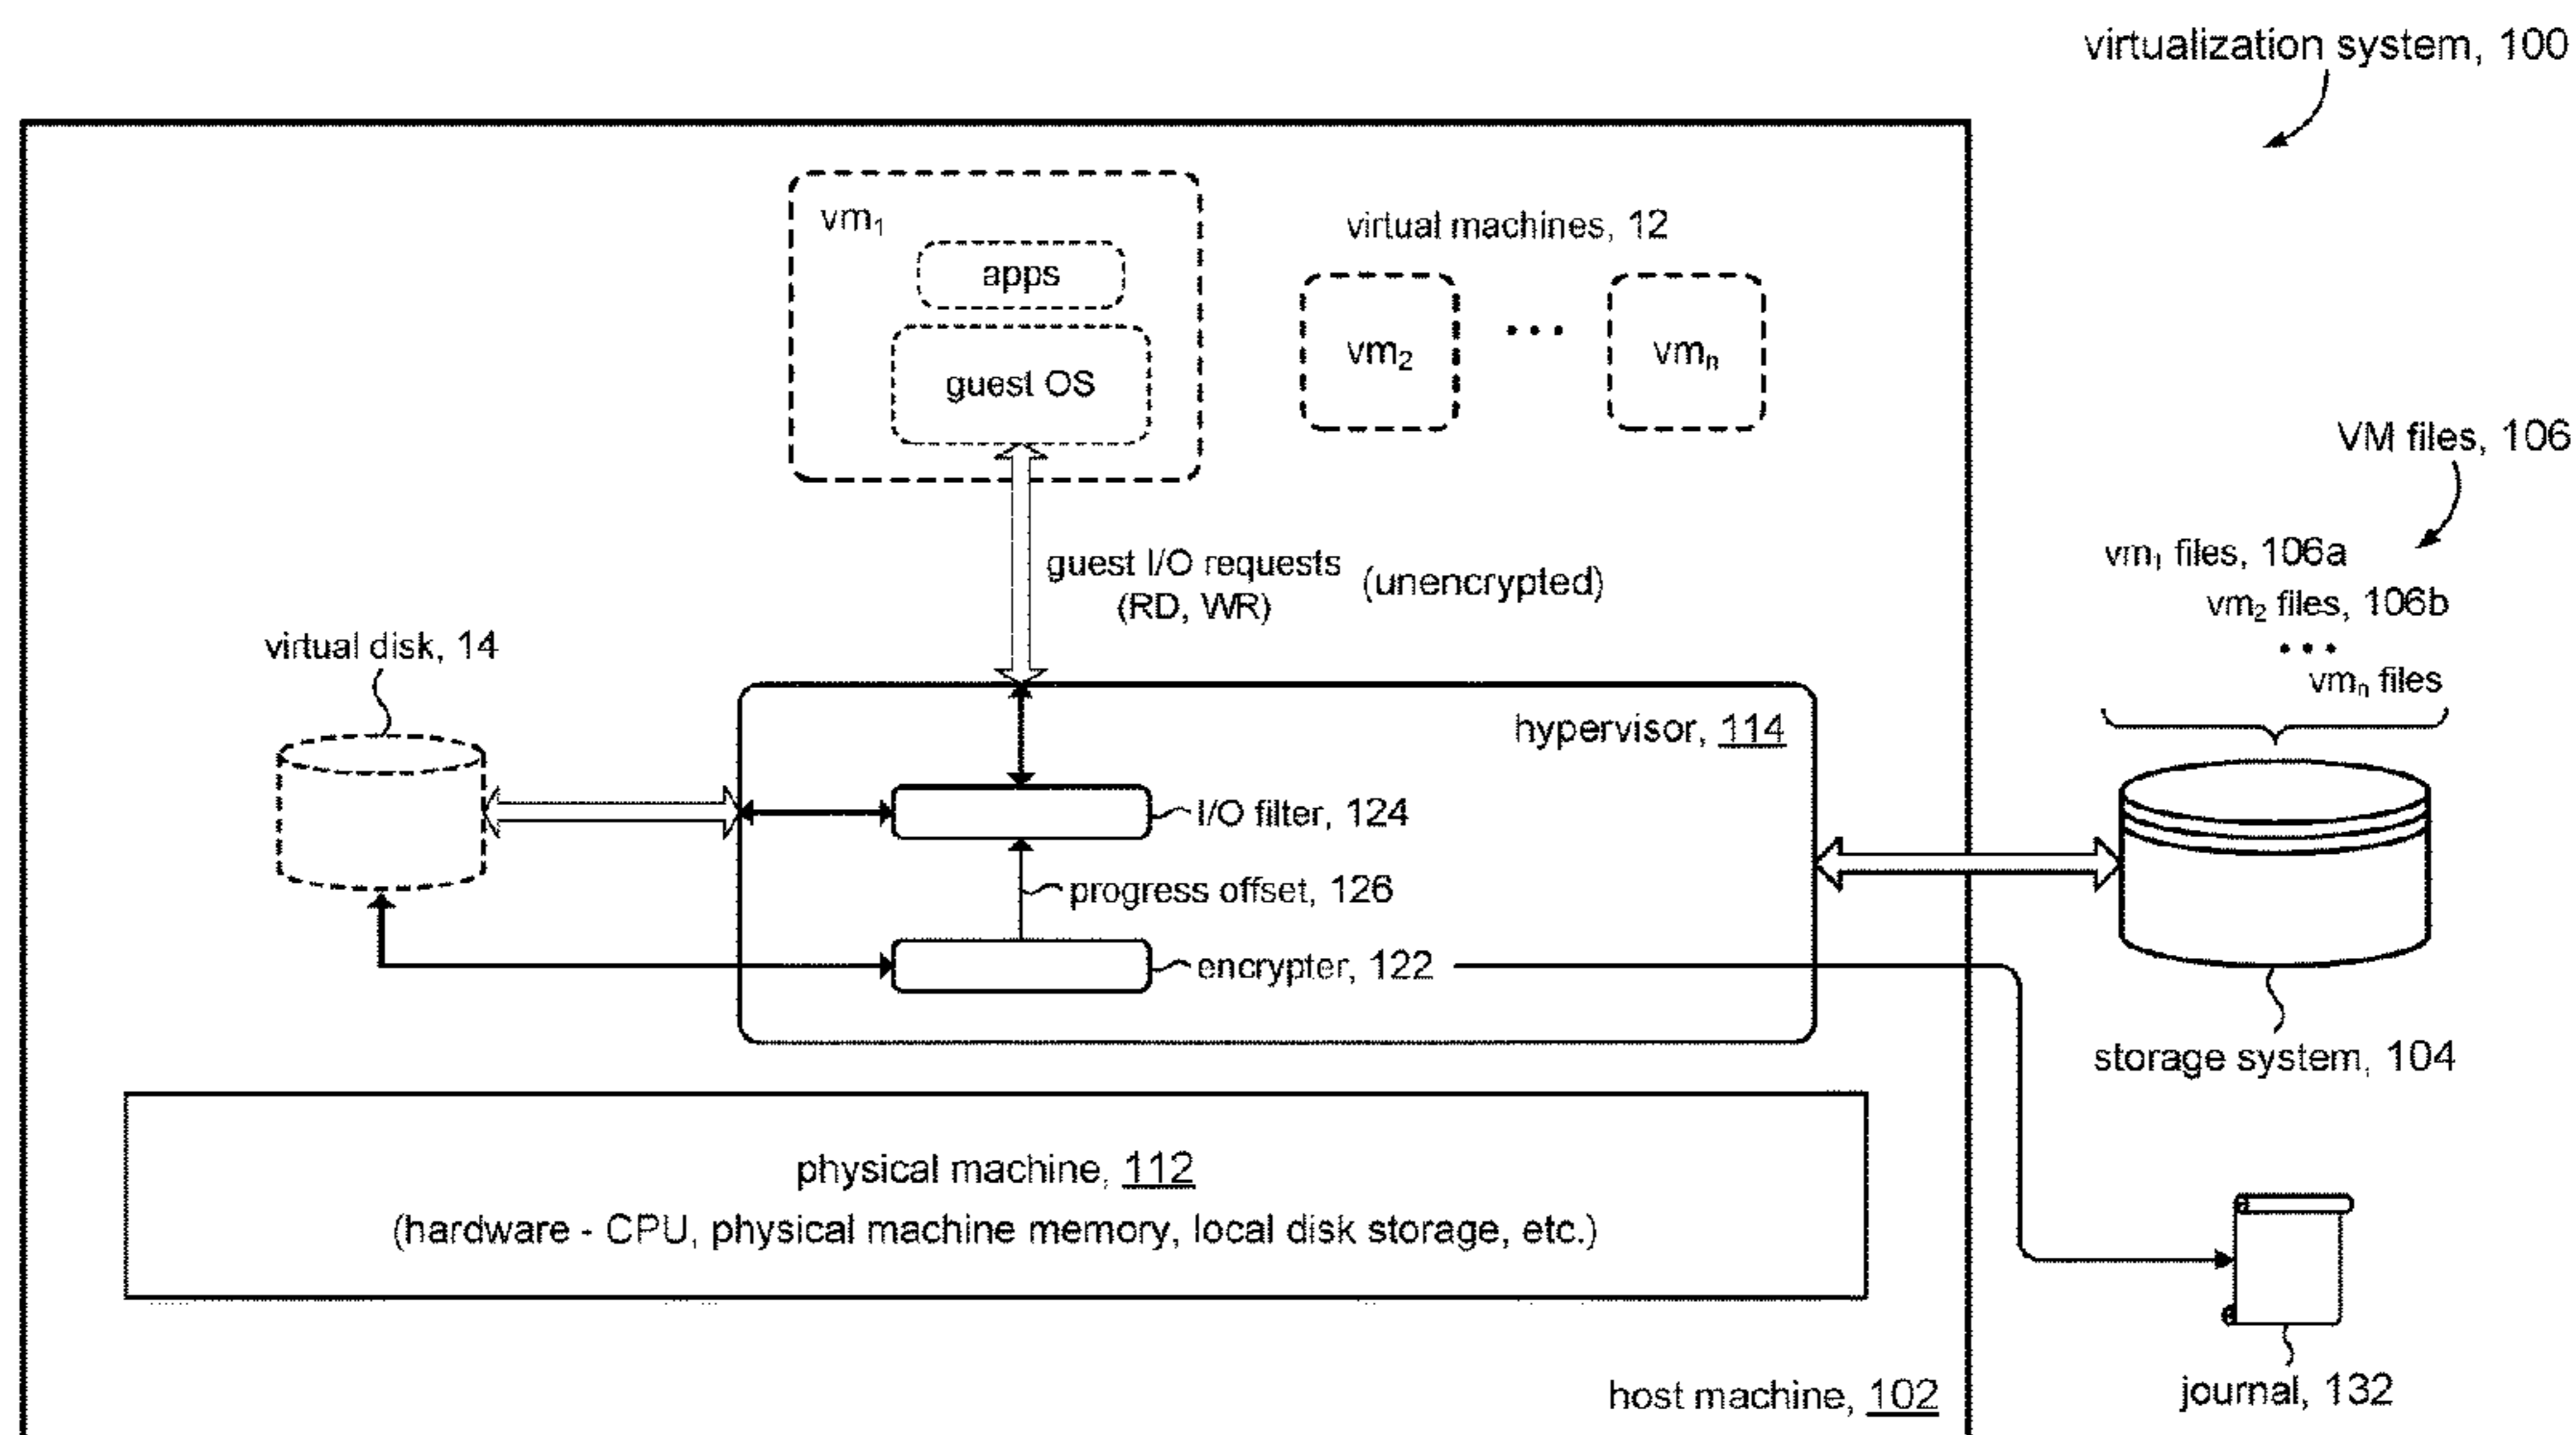 virtualization system, 100
vm₁
apps
guest OS
virtual machines, 12
vm₂
• • •
vmₙ
VM files, 106
vm₁ files, 106a
vm₂ files, 106b
• • •
vmₙ files
guest I/O requests
(RD, WR)
(unencrypted)
virtual disk, 14
hypervisor, 114
I/O filter, 124
progress offset, 126
encrypter, 122
storage system, 104
physical machine, 112
(hardware - CPU, physical machine memory, local disk storage, etc.)
host machine, 102
journal, 132